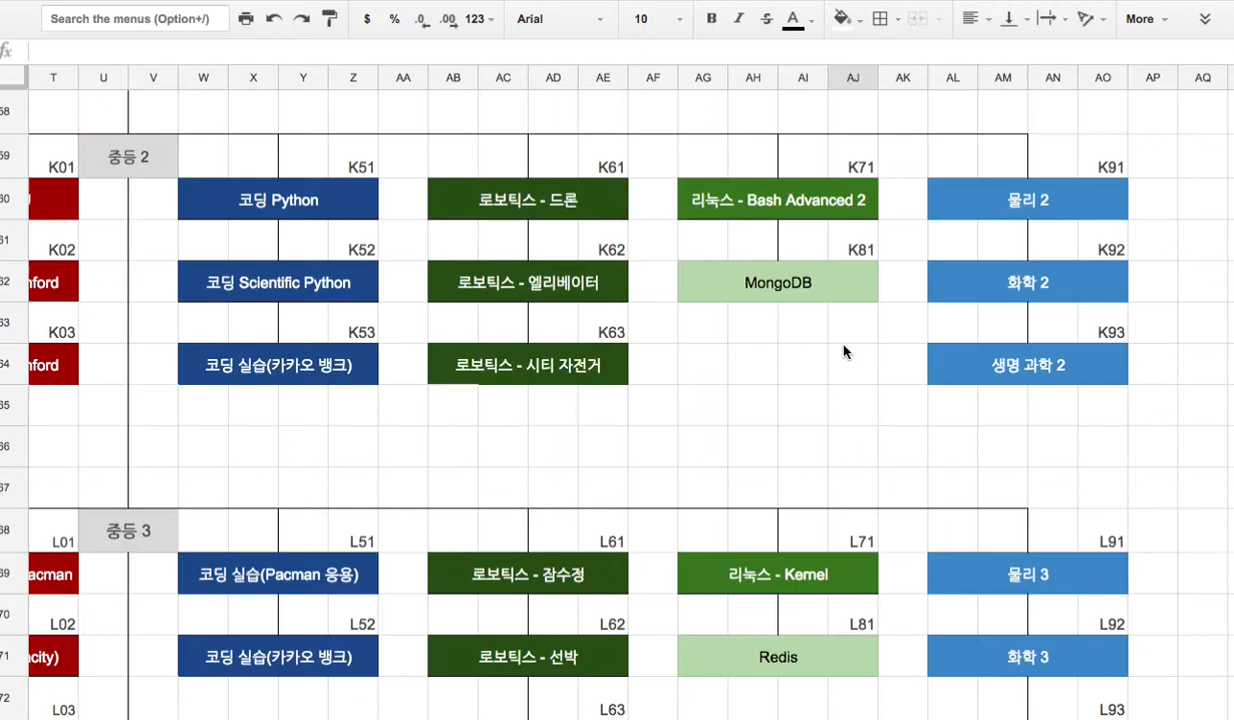 Search the menus (Option+/) $ % .0 .00 123 Arial 10 B I S A More
fx
T U V W X Y Z AA AB AC AD AE AF AG AH AI AJ AK AL AM AN AO AP AQ
58
59 K01 중등 2 K51 K61 K71 K91
60 코딩 Python 로보틱스 - 드론 리눅스 - Bash Advanced 2 물리 2
61 K02 K52 K62 K81 K92
62 nford 코딩 Scientific Python 로보틱스 - 엘리베이터 MongoDB 화학 2
63 K03 K53 K63 K93
64 nford 코딩 실습(카카오 뱅크) 로보틱스 - 시티 자전거 생명 과학 2
65
66
67
68 L01 중등 3 L51 L61 L71 L91
69 acman 코딩 실습(Pacman 응용) 로보틱스 - 잠수정 리눅스 - Kernel 물리 3
70 L02 L52 L62 L81 L92
71 city) 코딩 실습(카카오 뱅크) 로보틱스 - 선박 Redis 화학 3
72 L03 L63 L93